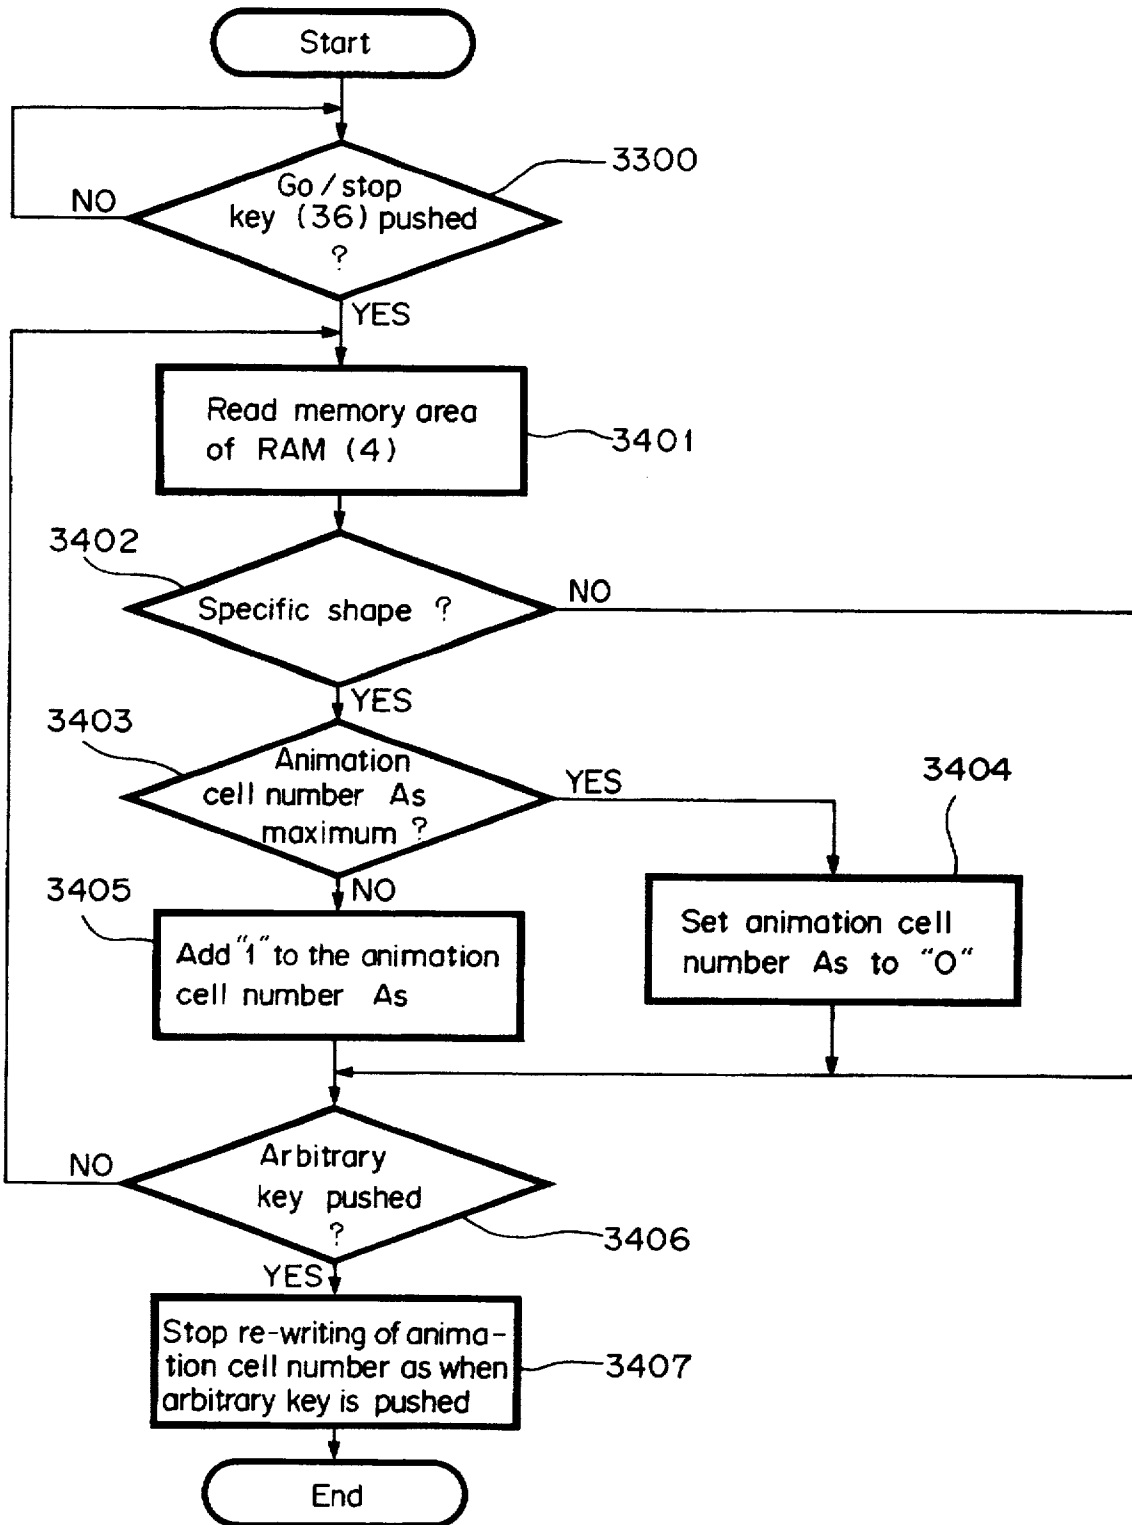 Start
3300
Go/stop
key (36) pushed
?
NO
YES
Read memory area
of RAM (4)
3401
3402
Specific shape ?
NO
YES
3403
Animation
cell number As
maximum ?
YES
3404
NO
3405
Add "1" to the animation
cell number As
Set animation cell
number As to "0"
NO
Arbitrary
key pushed
?
3406
YES
Stop re-writing of anima-
tion cell number as when
arbitrary key is pushed
3407
End